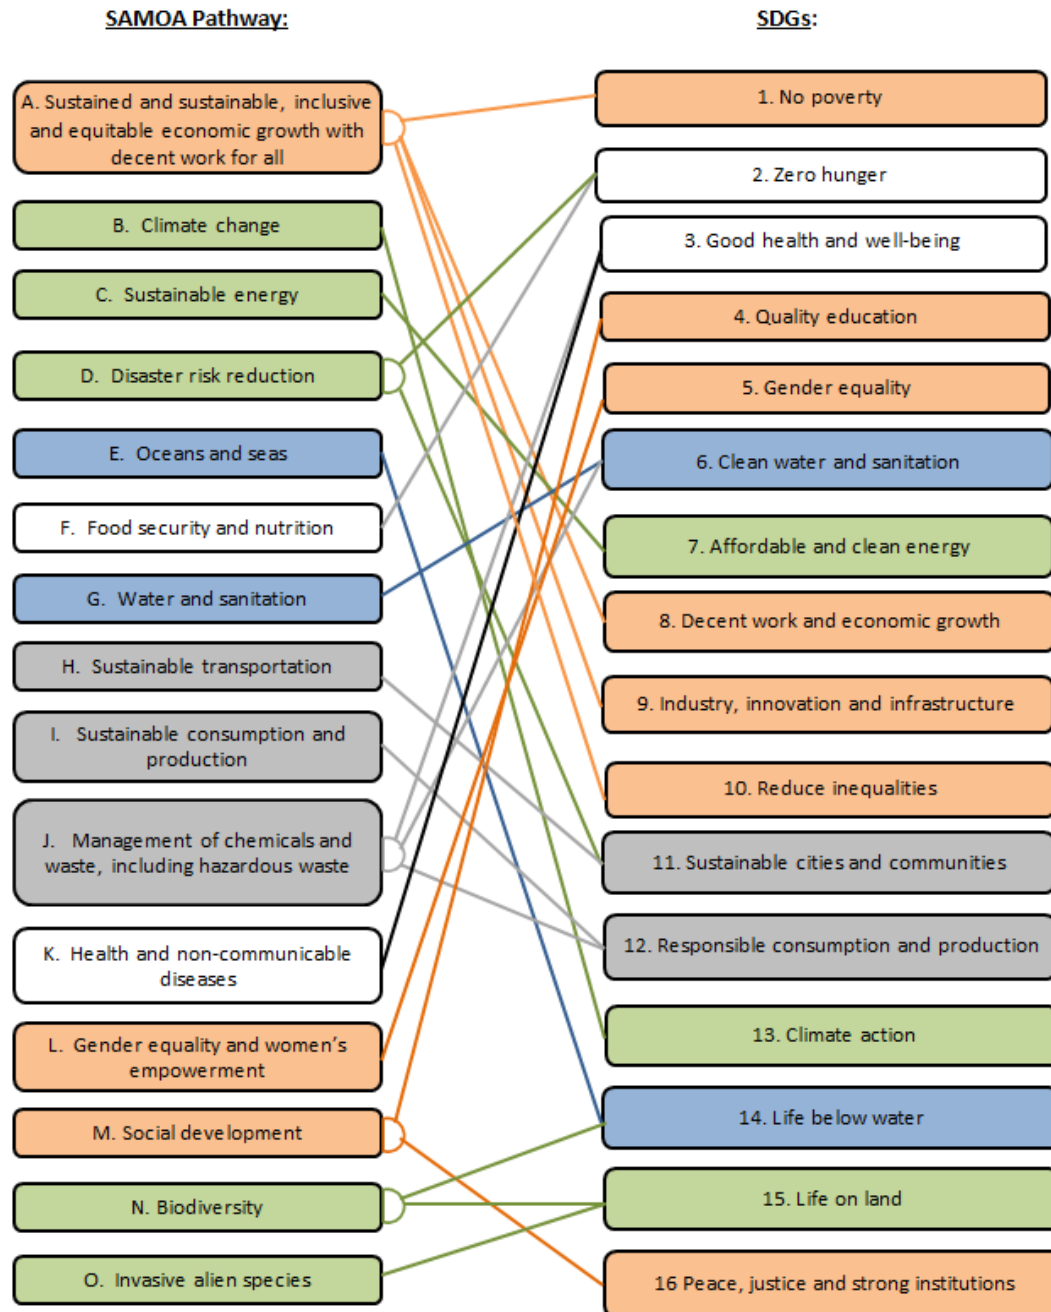 SAMOA Pathway:
A. Sustained and sustainable, inclusive
and equitable economic growth with
decent work for all
B. Climate change
C. Sustainable energy
D. Disaster risk reduction
E. Oceans and seas
F. Food security and nutrition
G. Water and sanitation
H. Sustainable transportation
I. Sustainable consumption and
production
J. Management of chemicals and
waste, including hazardous waste
K. Health and non-communicable
diseases
L. Gender equality and women’s
empowerment
M. Social development
N. Biodiversity
O. Invasive alien species
SDGs:
1. No poverty
2. Zero hunger
3. Good health and well-being
4. Quality education
5. Gender equality
6. Clean water and sanitation
7. Affordable and clean energy
8. Decent work and economic growth
9. Industry, innovation and infrastructure
10. Reduce inequalities
11. Sustainable cities and communities
12. Responsible consumption and production
13. Climate action
14. Life below water
15. Life on land
16 Peace, justice and strong institutions